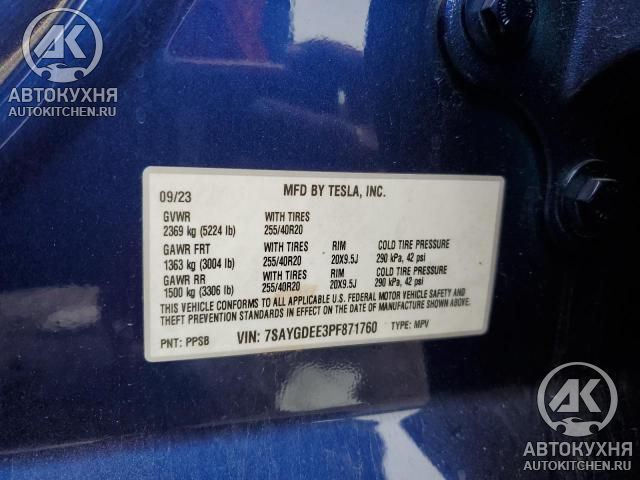 AK
АВТОКУХНЯ
AUTOKITCHEN.RU
09/23 MFD BY TESLA, INC.
GVWR WITH TIRES
2369 kg (5224 lb) 255/40R20
GAWR FRT WITH TIRES RIM COLD TIRE PRESSURE
1363 kg (3004 lb) 255/40R20 20X9.5J 290 kPa, 42 psi
GAWR RR WITH TIRES RIM COLD TIRE PRESSURE
1500 kg (3306 lb) 255/40R20 20X9.5J 290 kPa, 42 psi
THIS VEHICLE CONFORMS TO ALL APPLICABLE U.S. FEDERAL MOTOR VEHICLE SAFETY AND
THEFT PREVENTION STANDARDS IN EFFECT ON THE DATE OF MANUFACTURE SHOWN ABOVE.
PNT: PPSB VIN: 7SAYGDEE3PF871760 TYPE: MPV
AK
АВТОКУХНЯ
AUTOKITCHEN.RU